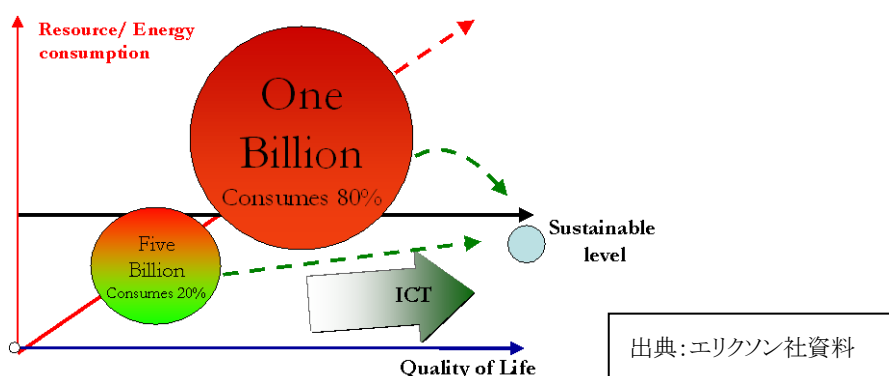 Resource/ Energy
consumption
One
Billion
Consumes 80%
Five
Billion
Consumes 20%
Sustainable
level
ICT
Quality of Life
出典：エリクソン社資料